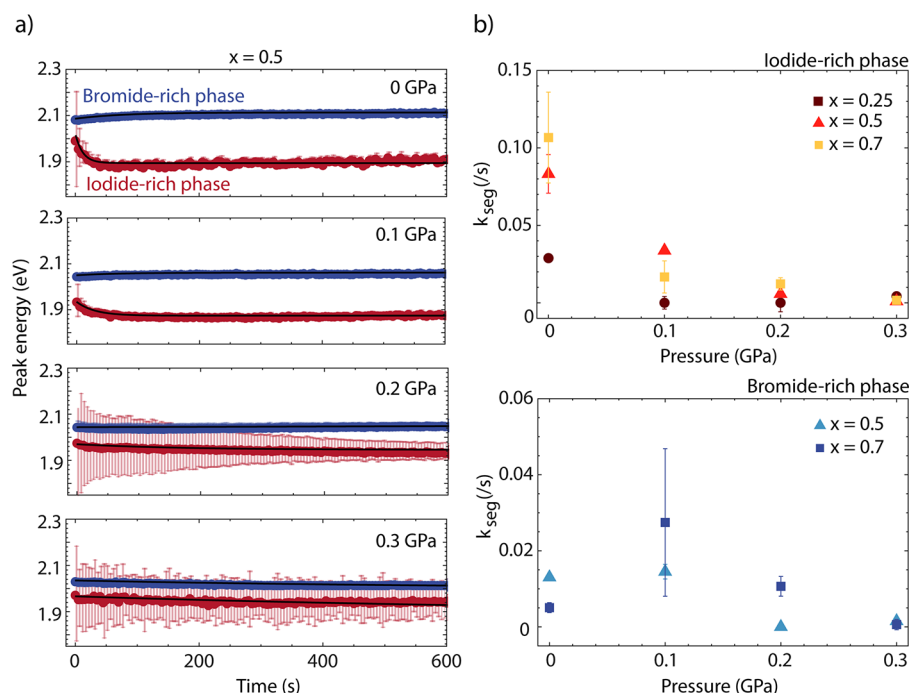 a)
x = 0.5
2.3
2.1
1.9
0 GPa
Bromide-rich phase
Iodide-rich phase
2.3
2.1
1.9
0.1 GPa
2.3
2.1
1.9
0.2 GPa
2.3
2.1
1.9
0.3 GPa
Peak energy (eV)
0 200 400 600
Time (s)
b)
Iodide-rich phase
0.15
0.10
0.05
0
kseg(/s)
x = 0.25
x = 0.5
x = 0.7
0 0.1 0.2 0.3
Pressure (GPa)
Bromide-rich phase
0.06
0.04
0.02
0
kseg(/s)
x = 0.5
x = 0.7
0 0.1 0.2 0.3
Pressure (GPa)